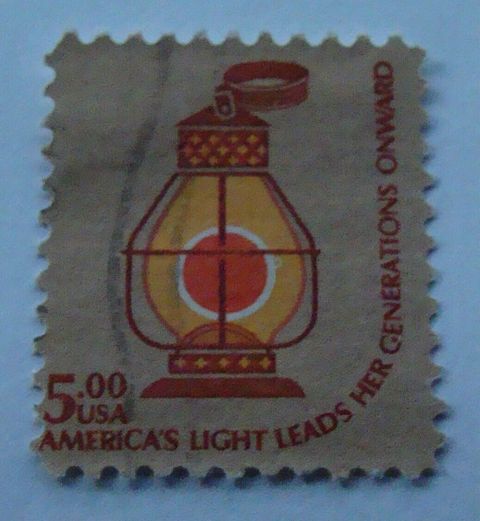 5.00
USA
AMERICA'S LIGHT LEADS HER GENERATIONS ONWARD